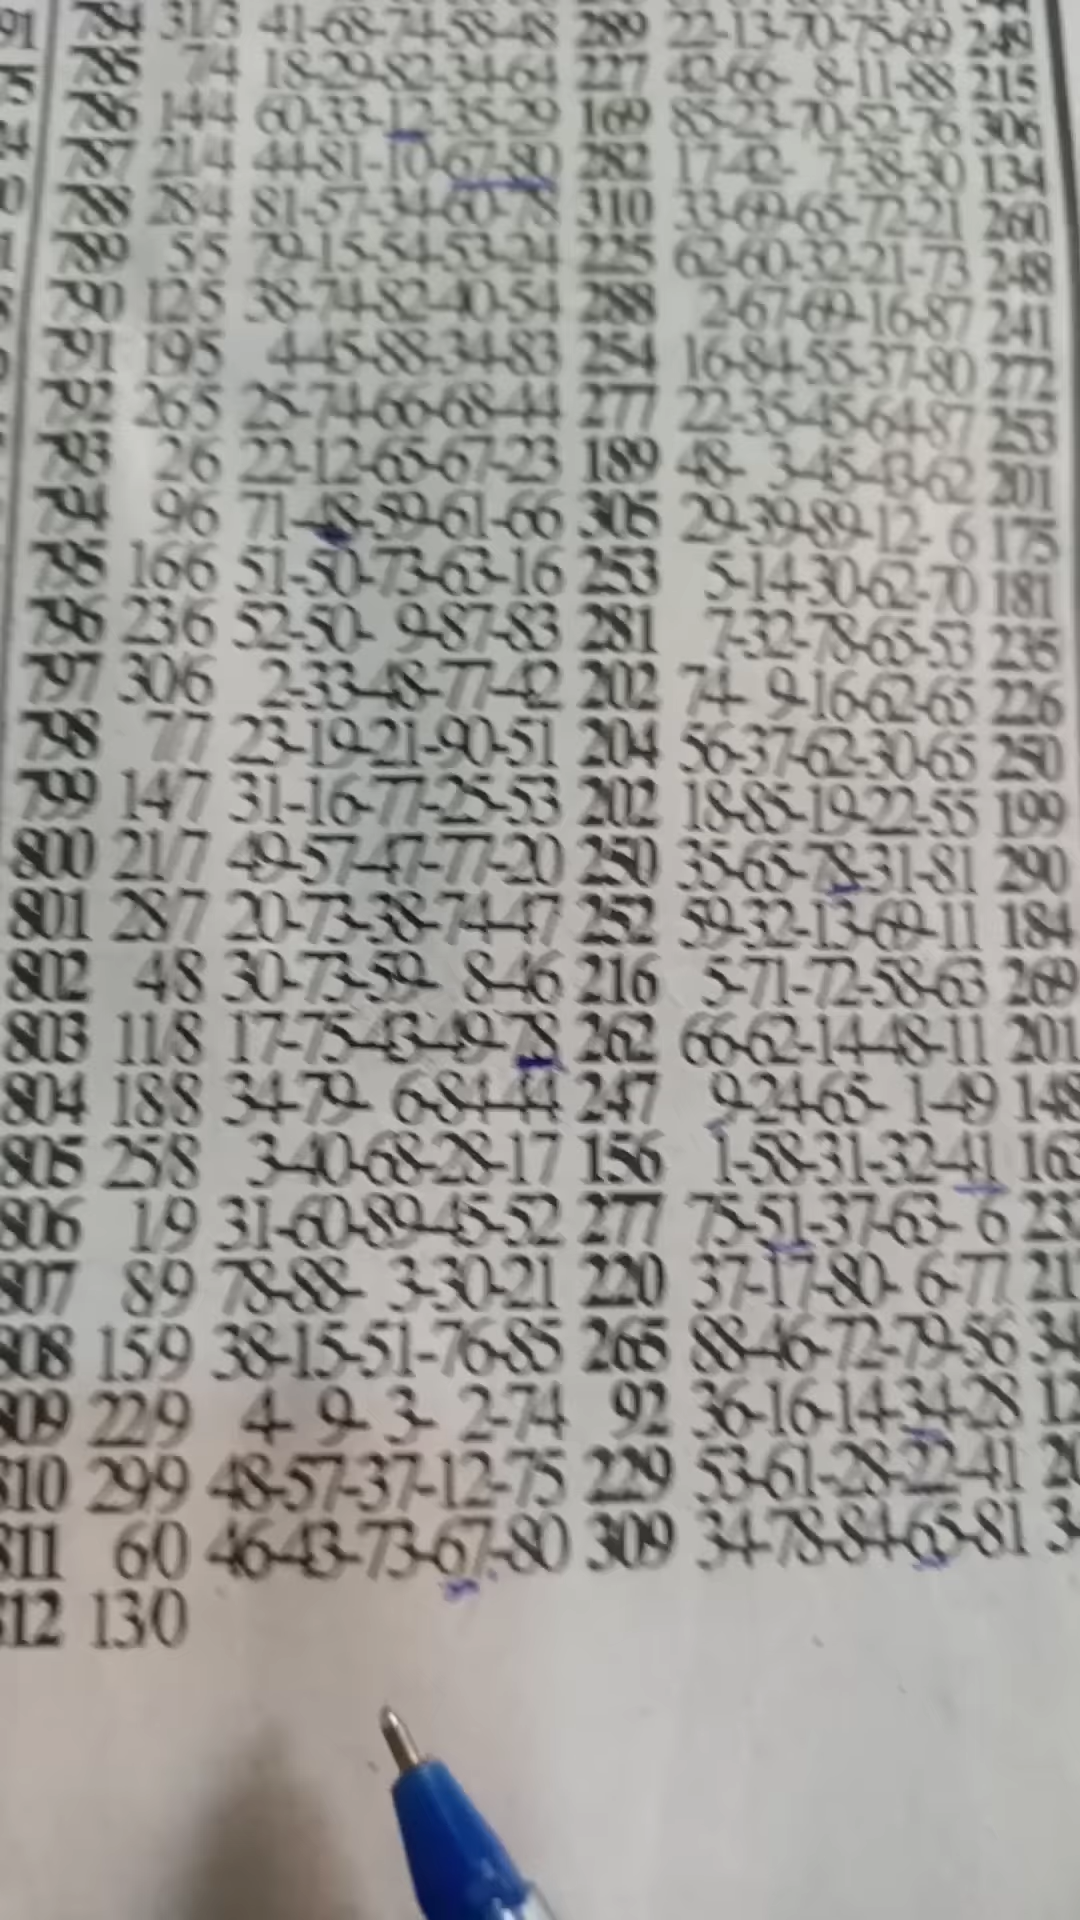 91 784 313 41-68-74-58-48 289 22-13-70-75-69 249
785 74 18-29-82-34-64 227 42-66- 8-11-88 215
786 144 60-33-12-35-29 169 85-23-70-52-76 306
787 214 44-81-10-67-80 282 17-42- 7-38-30 134
788 284 81-57-34-60-78 310 33-69-65-72-21 260
789 55 79-15-54-53-24 225 62-60-32-21-73 248
790 125 38-74-82-40-54 288 2-67-69-16-87 241
791 195 4-45-88-34-83 254 16-84-55-37-80 272
792 265 25-74-66-68-44 277 22-35-45-64-87 253
793 26 22-12-65-67-23 189 48- 3-45-43-62 201
794 96 71-48-59-61-66 305 29-39-89-12- 6 175
795 166 51-50-73-63-16 253 5-14-30-62-70 181
796 236 52-50- 9-87-83 281 7-32-78-65-53 235
797 306 2-33-48-77-42 202 74- 9-16-62-65 226
798 77 23-19-21-90-51 204 56-37-62-30-65 250
799 147 31-16-77-25-53 202 18-85-19-22-55 199
800 217 49-57-47-77-20 250 35-65-78-31-81 290
801 287 20-73-38-74-47 252 59-32-13-69-11 184
802 48 30-73-59- 8-46 216 5-71-72-58-63 269
803 118 17-75-43-49-78 262 66-62-14-48-11 201
804 188 34-79- 6-84-44 247 9-24-65- 1-49 148
805 258 3-40-68-28-17 156 1-58-31-32-41 163
806 19 31-60-89-45-52 277 75-51-37-63- 6 23
807 89 78-88- 3-30-21 220 37-17-80- 6-77 21
808 159 38-15-51-76-85 265 88-46-72-79-56 34
809 229 4- 9- 3- 2-74 92 36-16-14-34-28 12
810 299 48-57-37-12-75 229 53-61-28-22-41 20
811 60 46-43-73-67-80 309 34-78-84-65-81 3
812 130